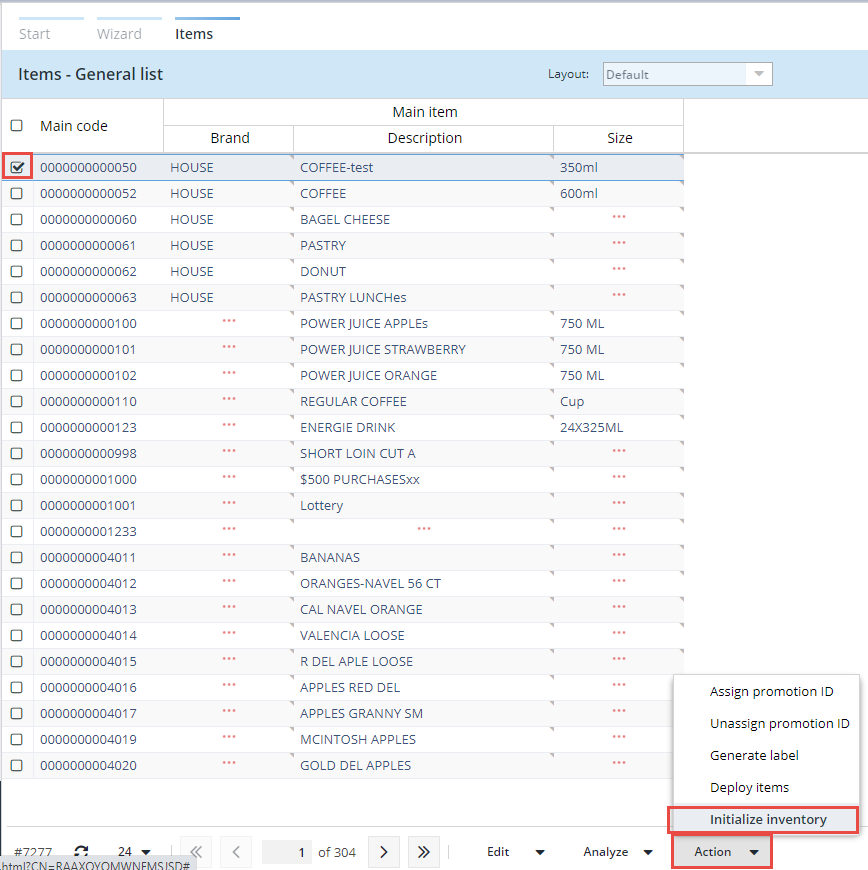 Start Wizard Items
Items - General list Layout: Default
Main code Main item
Brand Description Size
0000000000050 HOUSE COFFEE-test 350ml
0000000000052 HOUSE COFFEE 600ml
0000000000060 HOUSE BAGEL CHEESE ***
0000000000061 HOUSE PASTRY ***
0000000000062 HOUSE DONUT ***
0000000000063 HOUSE PASTRY LUNCHes ***
0000000000100 *** POWER JUICE APPLEs 750 ML
0000000000101 *** POWER JUICE STRAWBERRY 750 ML
0000000000102 *** POWER JUICE ORANGE 750 ML
0000000000110 *** REGULAR COFFEE Cup
0000000000123 *** ENERGIE DRINK 24X325ML
0000000000998 *** SHORT LOIN CUT A ***
0000000001000 *** $500 PURCHASESxx ***
0000000001001 *** Lottery ***
0000000001233 *** *** ***
0000000004011 *** BANANAS ***
0000000004012 *** ORANGES-NAVEL 56 CT ***
0000000004013 *** CAL NAVEL ORANGE ***
0000000004014 *** VALENCIA LOOSE ***
0000000004015 *** R DEL APLE LOOSE ***
0000000004016 *** APPLES RED DEL ***
0000000004017 *** APPLES GRANNY SM ***
0000000004019 *** MCINTOSH APPLES ***
0000000004020 *** GOLD DEL APPLES ***
Assign promotion ID
Unassign promotion ID
Generate label
Deploy items
Initialize inventory
#7277 24 1 of 304 Edit Analyze Action